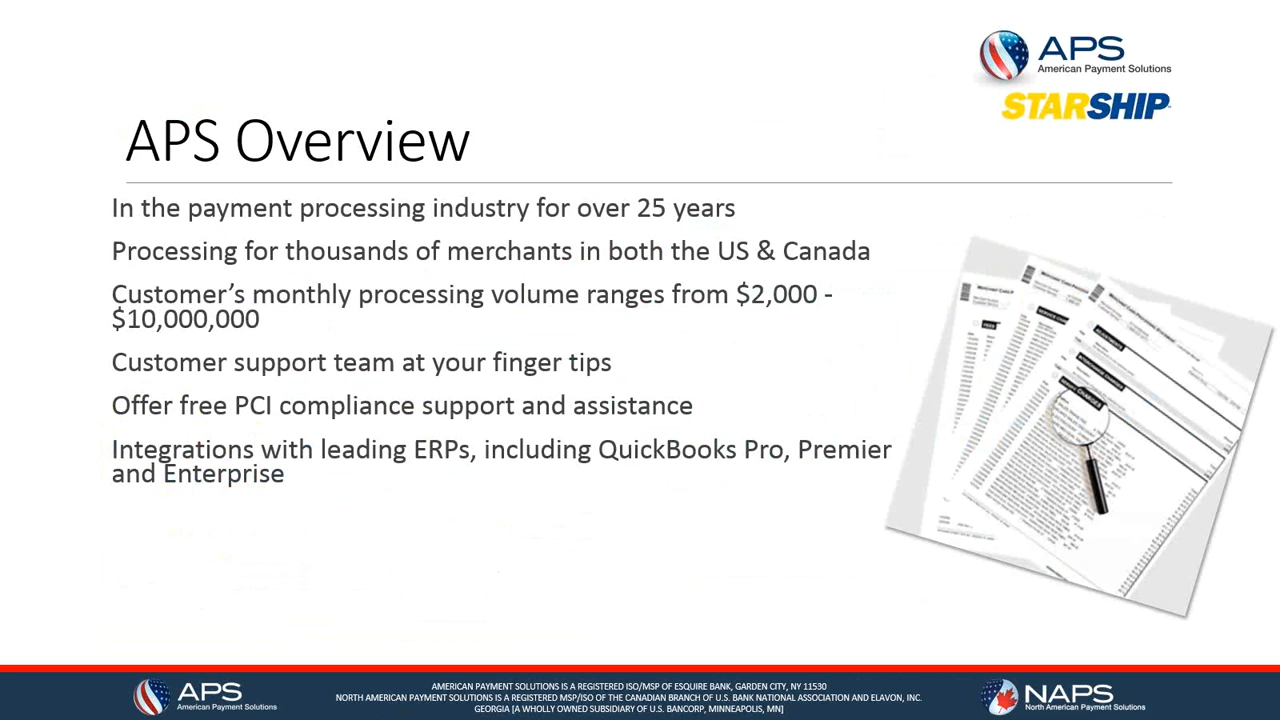 APS
American Payment Solutions
STARSHIP
APS Overview
In the payment processing industry for over 25 years
Processing for thousands of merchants in both the US & Canada
Customer’s monthly processing volume ranges from $2,000 -
$10,000,000
Customer support team at your finger tips
Offer free PCI compliance support and assistance
Integrations with leading ERPs, including QuickBooks Pro, Premier
and Enterprise
APS
American Payment Solutions
AMERICAN PAYMENT SOLUTIONS IS A REGISTERED ISO/MSP OF ESQUIRE BANK, GARDEN CITY, NY 11530
NORTH AMERICAN PAYMENT SOLUTIONS IS A REGISTERED MSP/ISO OF THE CANADIAN BRANCH OF U.S. BANK NATIONAL ASSOCIATION AND ELAVON, INC.
GEORGIA [A WHOLLY OWNED SUBSIDIARY OF U.S. BANCORP, MINNEAPOLIS, MN]
NAPS
North American Payment Solutions